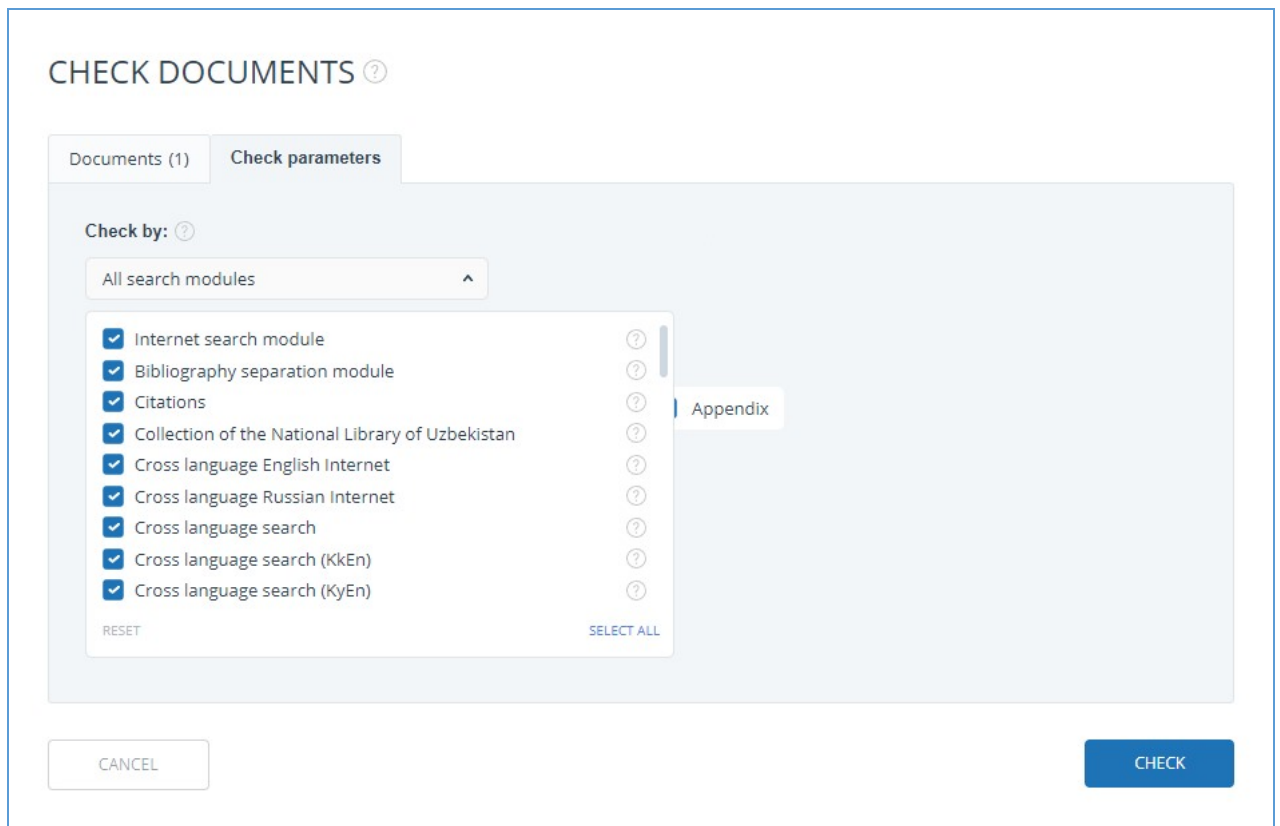 CHECK DOCUMENTS ?
Documents (1) Check parameters
Check by: ?
All search modules
Internet search module ?
Bibliography separation module ?
Citations ?
Collection of the National Library of Uzbekistan ?
Appendix
Cross language English Internet ?
Cross language Russian Internet ?
Cross language search ?
Cross language search (KkEn) ?
Cross language search (KyEn) ?
RESET SELECT ALL
CANCEL CHECK